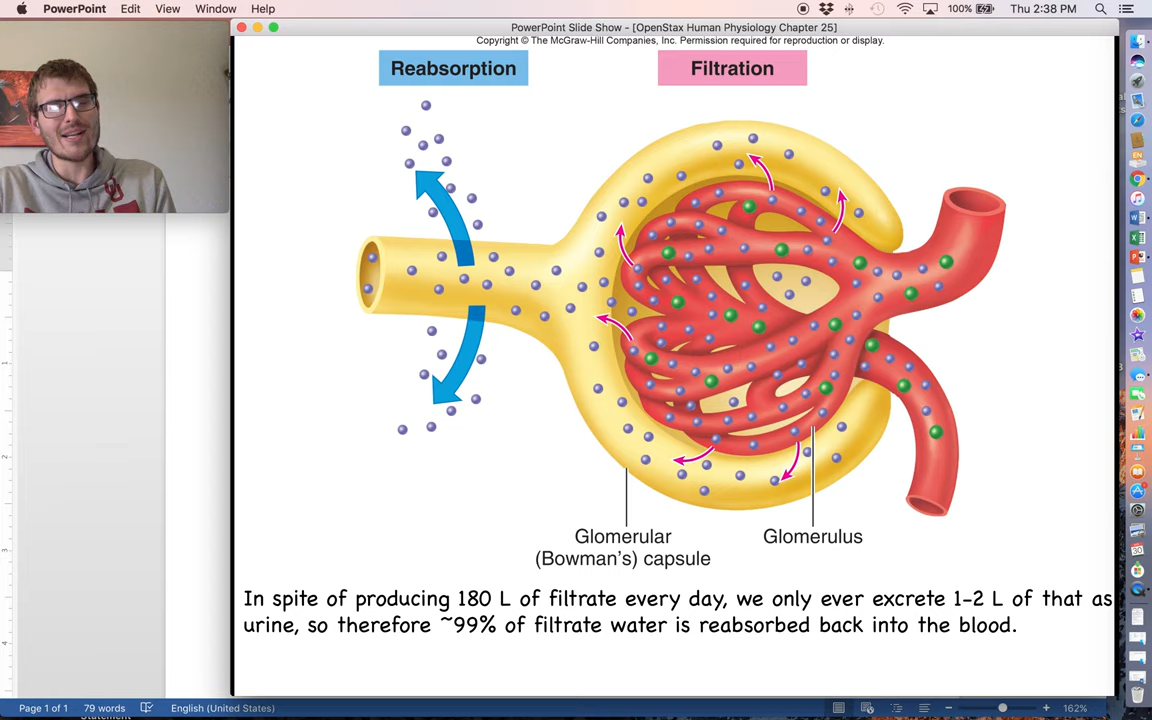 PowerPoint Edit View Window Help
100% Thu 2:38 PM
PowerPoint Slide Show - [OpenStax Human Physiology Chapter 25]
Copyright © The McGraw-Hill Companies, Inc. Permission required for reproduction or display.
Reabsorption
Filtration
Glomerular
(Bowman's) capsule
Glomerulus
In spite of producing 180 L of filtrate every day, we only ever excrete 1-2 L of that as
urine, so therefore ~99% of filtrate water is reabsorbed back into the blood.
Page 1 of 1 79 words English (United States) 162%